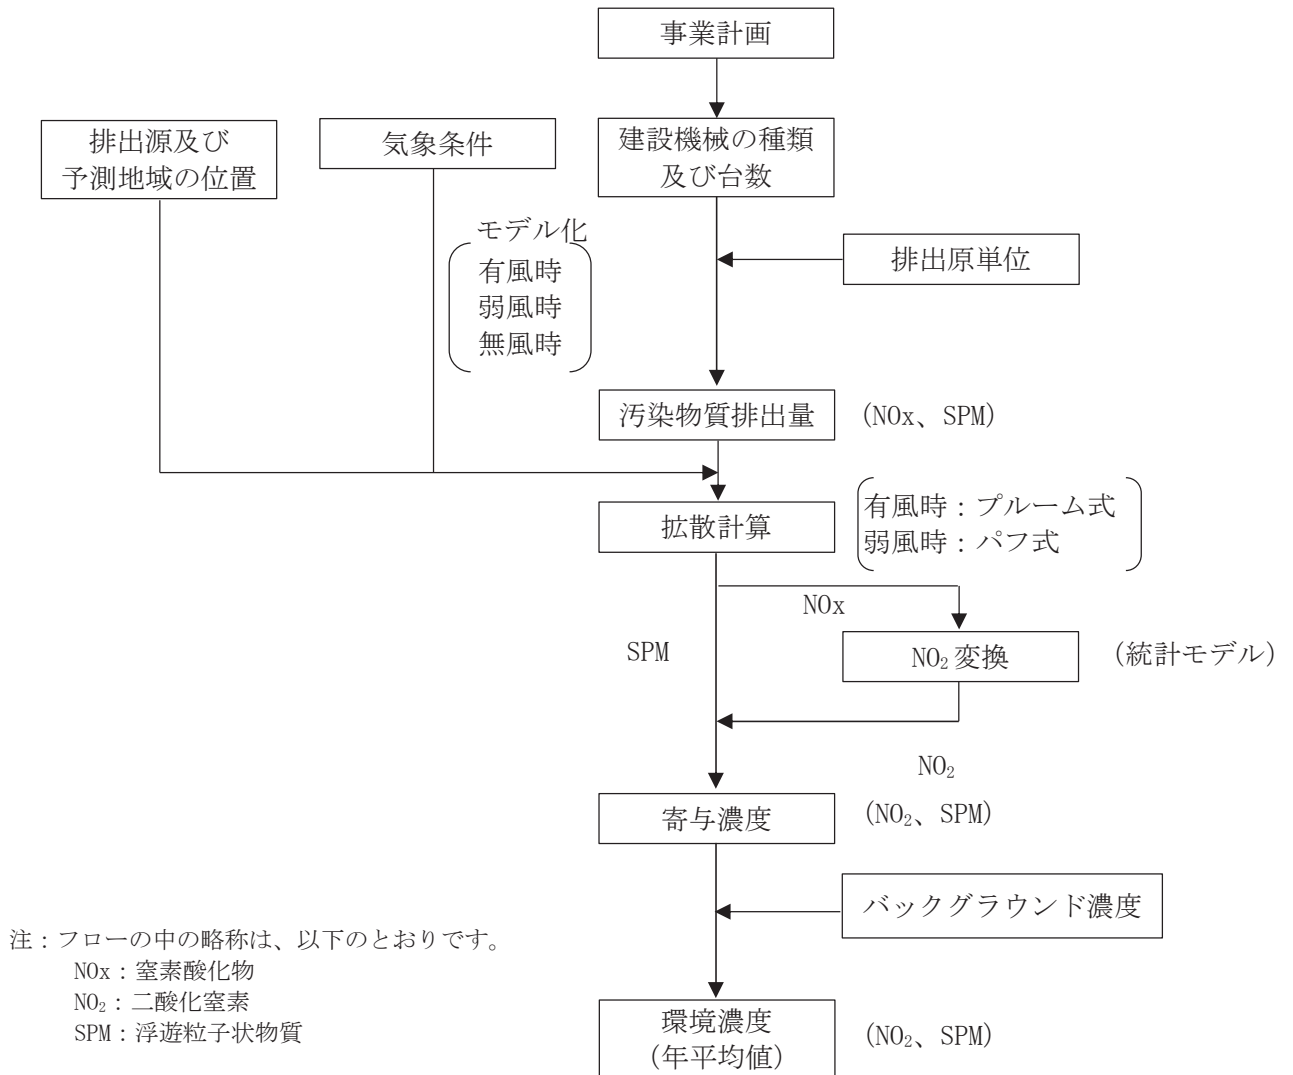 事業計画
排出源及び
予測地域の位置
気象条件
建設機械の種類
及び台数
モデル化
有風時
弱風時
無風時
排出原単位
汚染物質排出量
(NOx、SPM)
拡散計算
有風時：プルーム式
弱風時：パフ式
NOx
SPM
NO₂変換
(統計モデル)
NO₂
寄与濃度
(NO₂、SPM)
バックグラウンド濃度
注：フローの中の略称は、以下のとおりです。
NOx：窒素酸化物
NO₂：二酸化窒素
SPM：浮遊粒子状物質
環境濃度
(年平均値)
(NO₂、SPM)